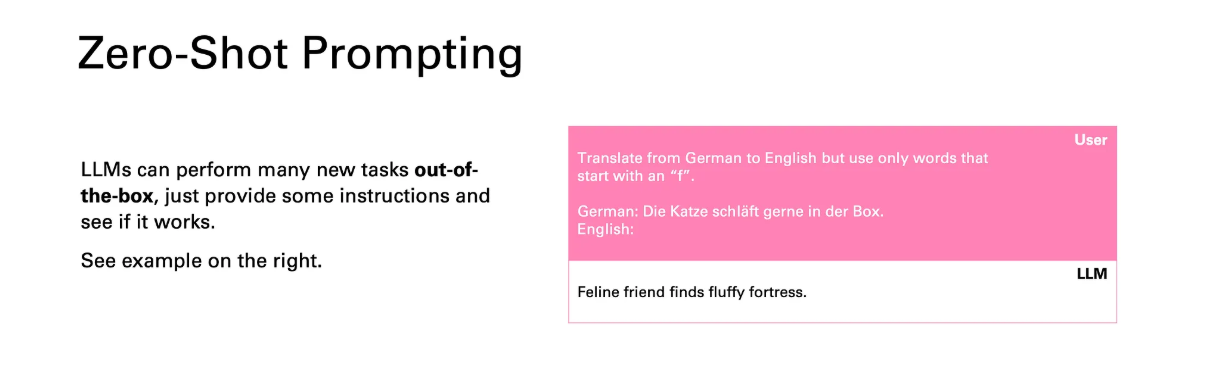 Zero-Shot Prompting
LLMs can perform many new tasks out-of-
the-box, just provide some instructions and
see if it works.
See example on the right.
User
Translate from German to English but use only words that
start with an “f”.
German: Die Katze schläft gerne in der Box.
English:
LLM
Feline friend finds fluffy fortress.